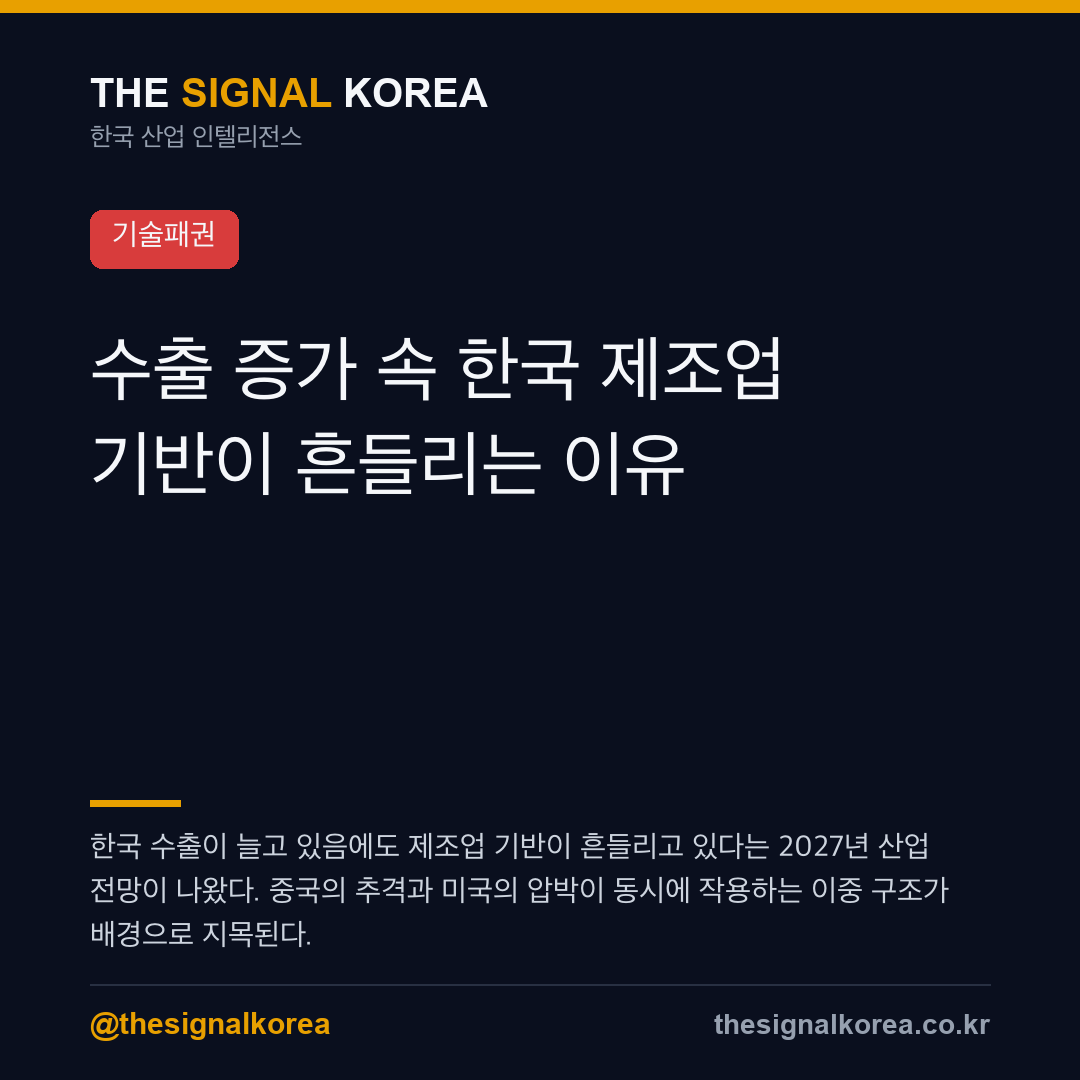 THE SIGNAL KOREA
한국 산업 인텔리전스
기술패권
수출 증가 속 한국 제조업
기반이 흔들리는 이유
한국 수출이 늘고 있음에도 제조업 기반이 흔들리고 있다는 2027년 산업
전망이 나왔다. 중국의 추격과 미국의 압박이 동시에 작용하는 이중 구조가
배경으로 지목된다.
@thesignalkorea
thesignalkorea.co.kr